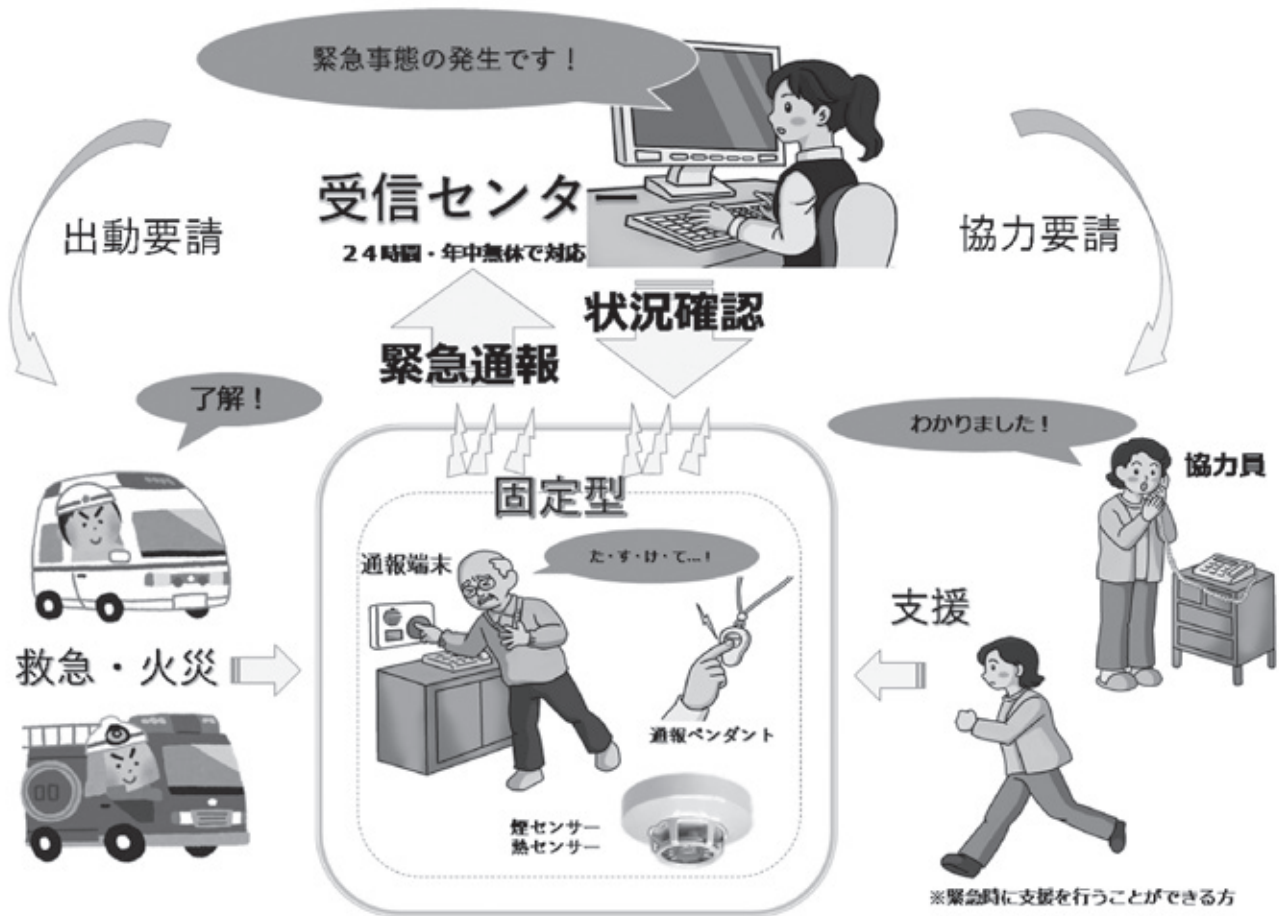 緊急事態の発生です！
受信センター
24時間・年中無休で対応
出動要請
協力要請
緊急通報
状況確認
了解！
わかりました！
協力員
固定型
通報端末
た・す・け・て…！
通報ペンダント
煙センサー
熱センサー
救急・火災
支援
※緊急時に支援を行うことができる方